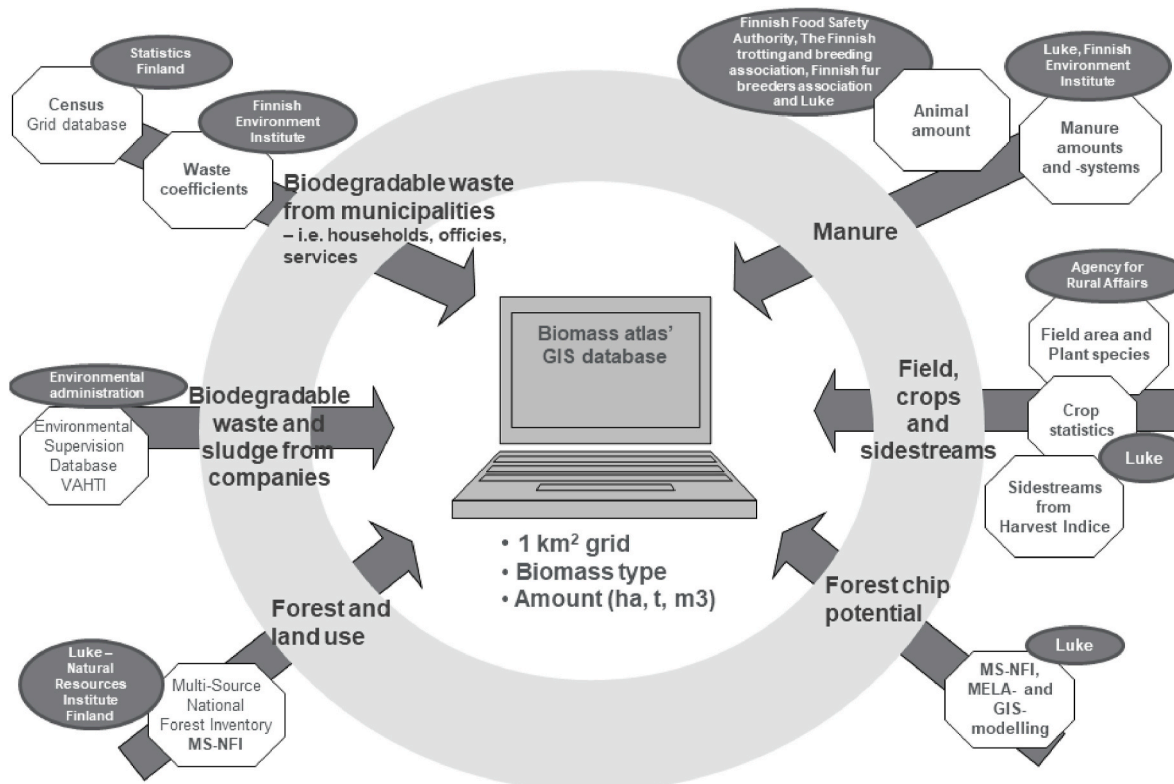 Statistics
Finland
Census
Grid database
Finnish
Environment
Institute
Waste
coefficients
Biodegradable waste
from municipalities
– i.e. households, officies,
services
Finnish Food Safety
Authority, The Finnish
trotting and breeding
association, Finnish fur
breeders association
and Luke
Animal
amount
Luke, Finnish
Environment
Institute
Manure
amounts
and -systems
Manure
Biomass atlas'
GIS database
• 1 km² grid
• Biomass type
• Amount (ha, t, m3)
Environmental
administration
Environmental
Supervision
Database
VAHTI
Biodegradable
waste and
sludge from
companies
Agency for
Rural Affairs
Field area and
Plant species
Crop
statistics
Luke
Sidestreams
from
Harvest Indice
Field,
crops
and
sidestreams
Forest and
land use
Luke –
Natural
Resources
Institute
Finland
Multi-Source
National
Forest Inventory
MS-NFI
Forest chip
potential
Luke
MS-NFI,
MELA- and
GIS-
modelling